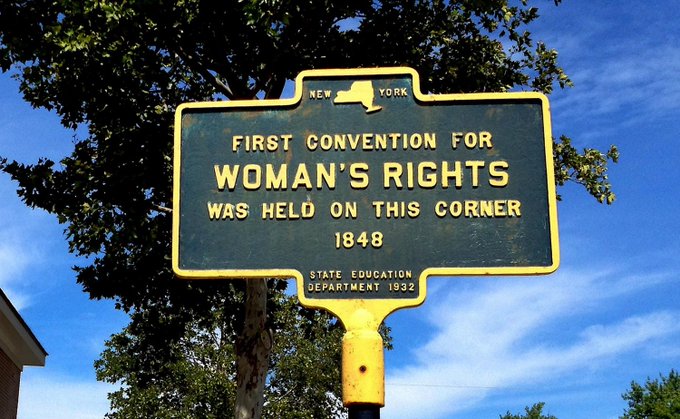 NEW YORK
FIRST CONVENTION FOR
WOMAN'S RIGHTS
WAS HELD ON THIS CORNER
1848
STATE EDUCATION
DEPARTMENT 1932